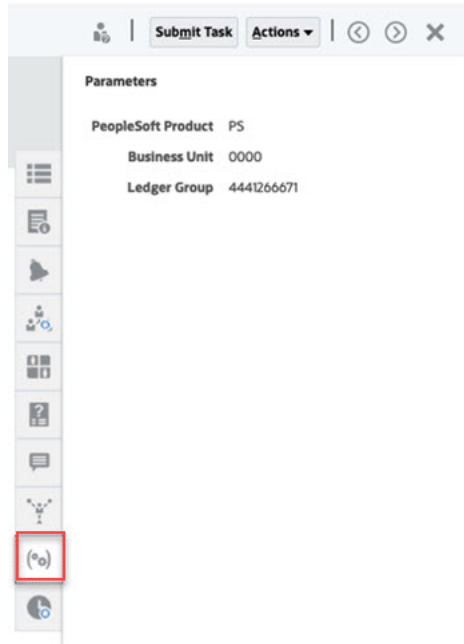 Submit Task Actions
Parameters
PeopleSoft Product PS
Business Unit 0000
Ledger Group 4441266671